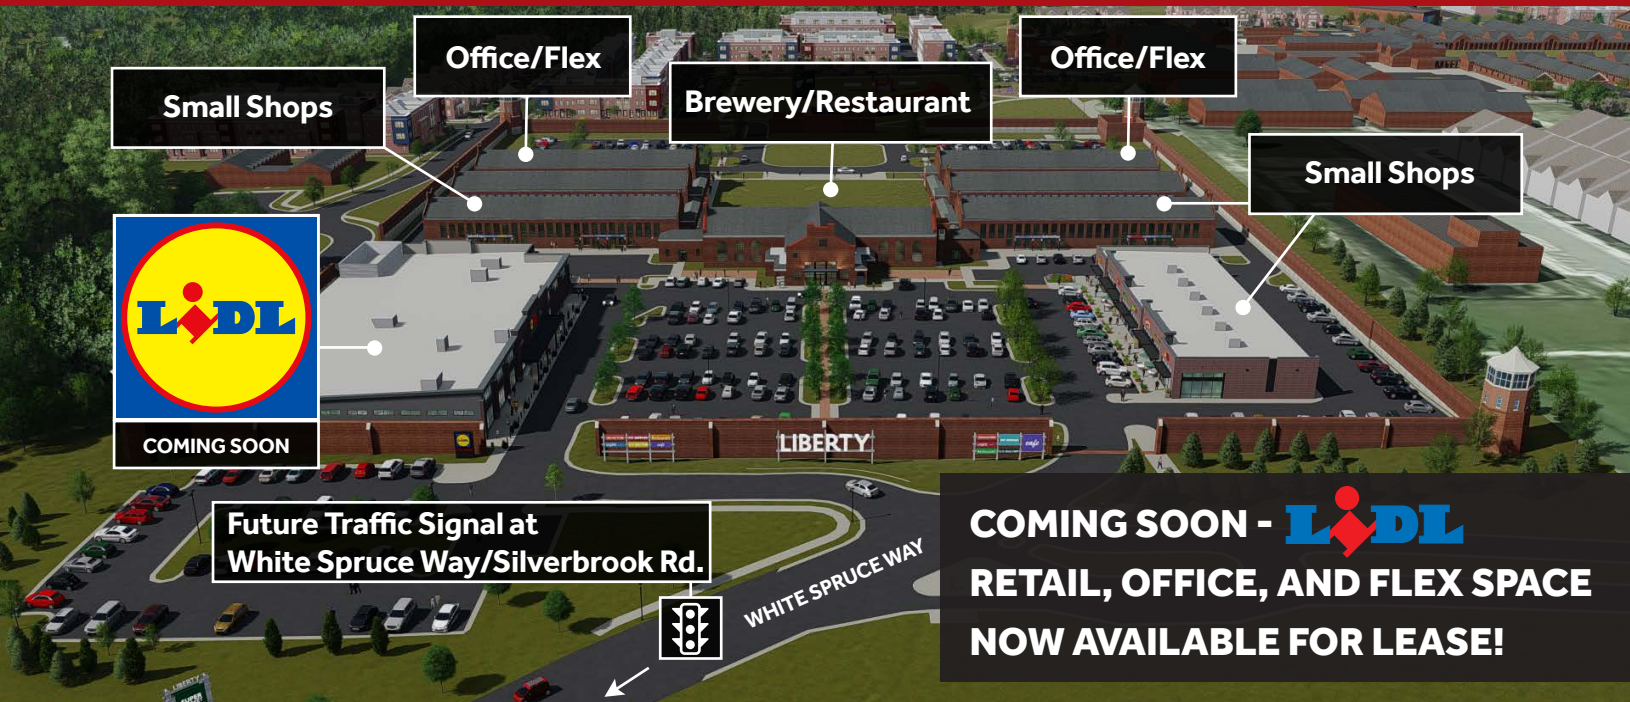 Office/Flex
Office/Flex
Small Shops
Brewery/Restaurant
Small Shops
LIDL
COMING SOON
LIBERTY
Future Traffic Signal at
White Spruce Way/Silverbrook Rd.
WHITE SPRUCE WAY
COMING SOON - LIDL
RETAIL, OFFICE, AND FLEX SPACE
NOW AVAILABLE FOR LEASE!
LIBERTY
SUPER